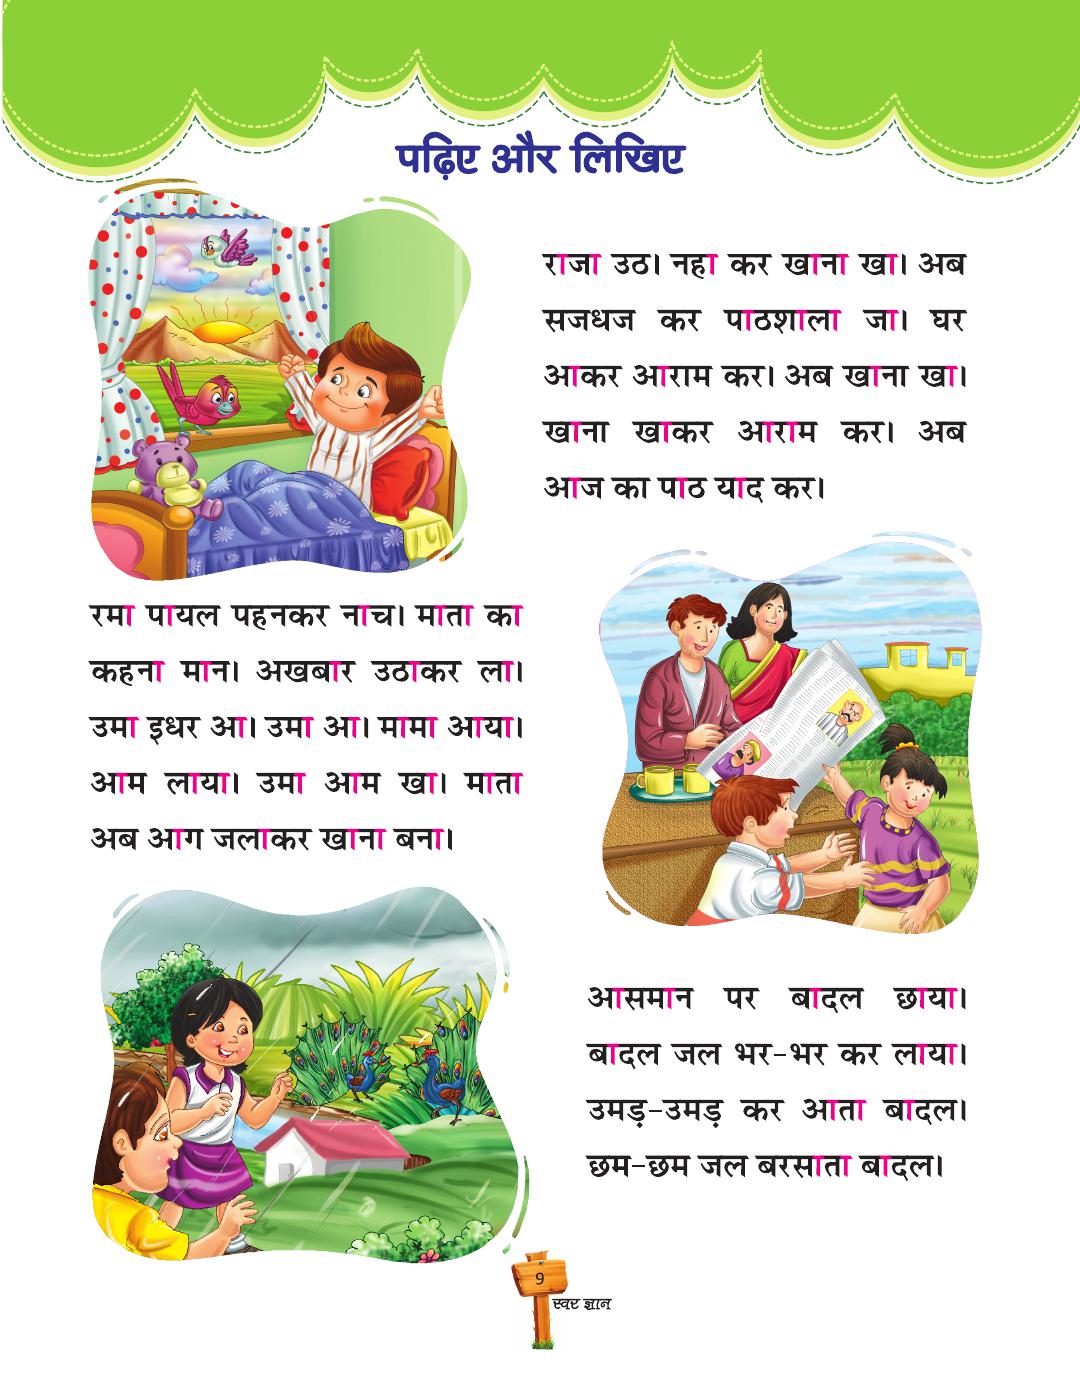 पढ़िए और लिखिए
राजा उठ। नहा कर खाना खा। अब
सजधज कर पाठशाला जा। घर
आकर आराम कर। अब खाना खा।
खाना खाकर आराम कर। अब
आज का पाठ याद कर।
रमा पायल पहनकर नाच। माता का
कहना मान। अखबार उठाकर ला।
उमा इधर आ। उमा आ। मामा आया।
आम लाया। उमा आम खा। माता
अब आग जलाकर खाना बना।
आसमान पर बादल छाया।
बादल जल भर-भर कर लाया।
उमड़-उमड़ कर आता बादल।
छम-छम जल बरसाता बादल।
9
स्वर ज्ञान